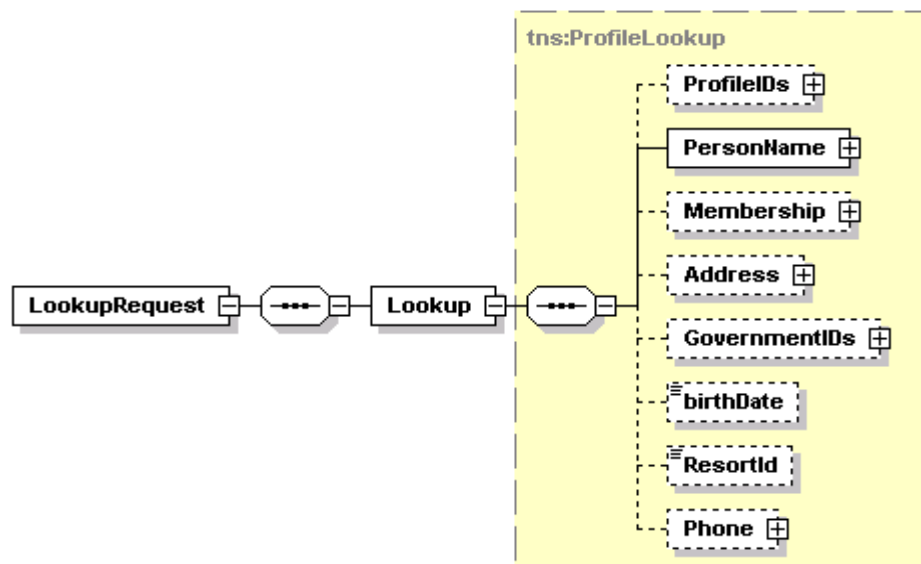 tns:ProfileLookup
ProfileIDs
PersonName
Membership
Address
LookupRequest
Lookup
GovernmentIDs
birthDate
ResortId
Phone